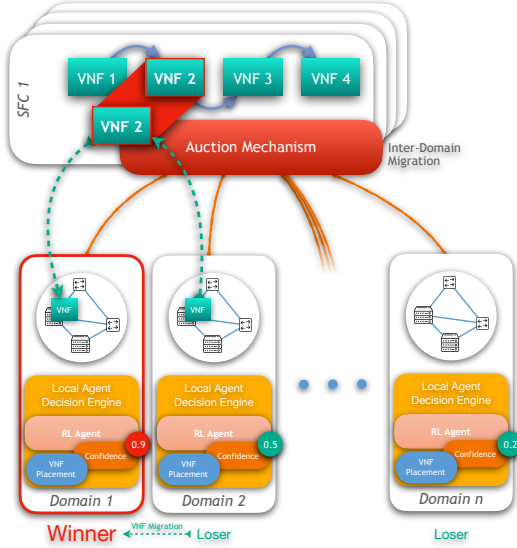 SFC 1
VNF 1
VNF 2
VNF 3
VNF 4
VNF 2
Auction Mechanism
Inter-Domain
Migration
VNF
Local Agent
Decision Engine
RL Agent
Confidence
0.9
VNF
Placement
Domain 1
VNF
Local Agent
Decision Engine
RL Agent
Confidence
0.5
VNF
Placement
Domain 2
Local Agent
Decision Engine
RL Agent
Confidence
0.2
VNF
Placement
Domain n
Winner
VNF Migration
Loser
Loser